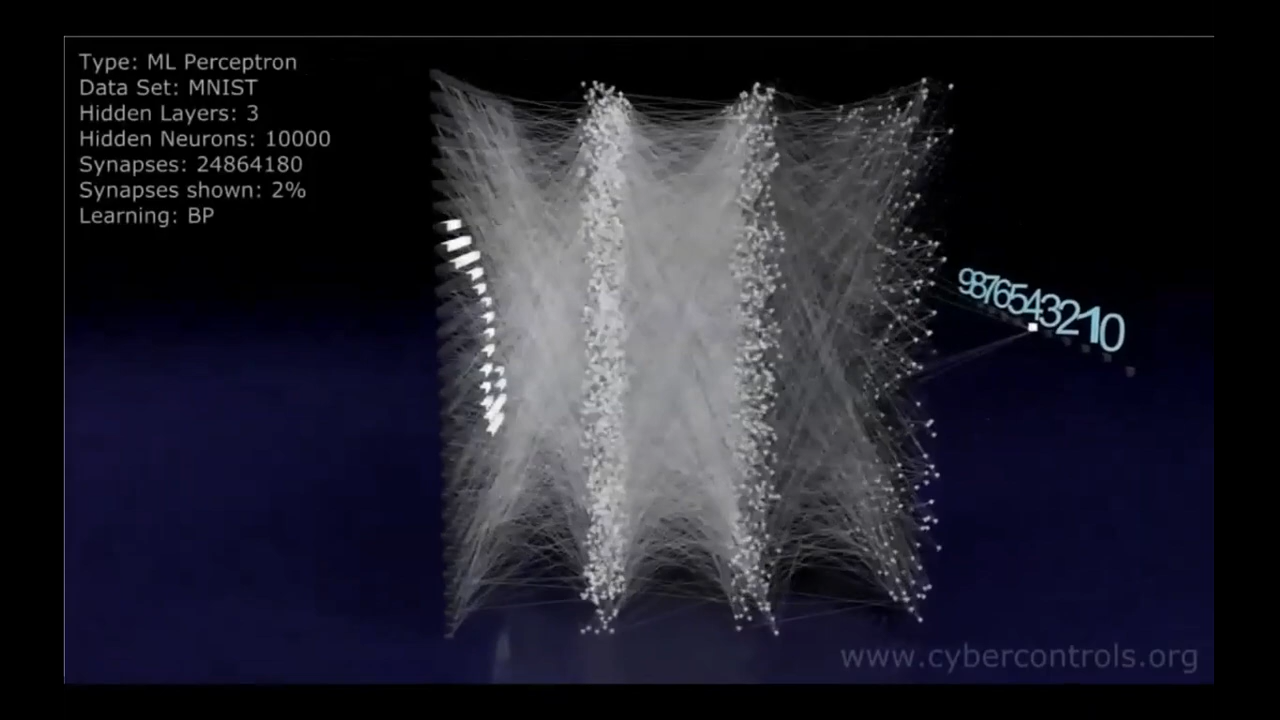 Type: ML Perceptron
Data Set: MNIST
Hidden Layers: 3
Hidden Neurons: 10000
Synapses: 24864180
Synapses shown: 2%
Learning: BP
9876543210
www.cybercontrols.org